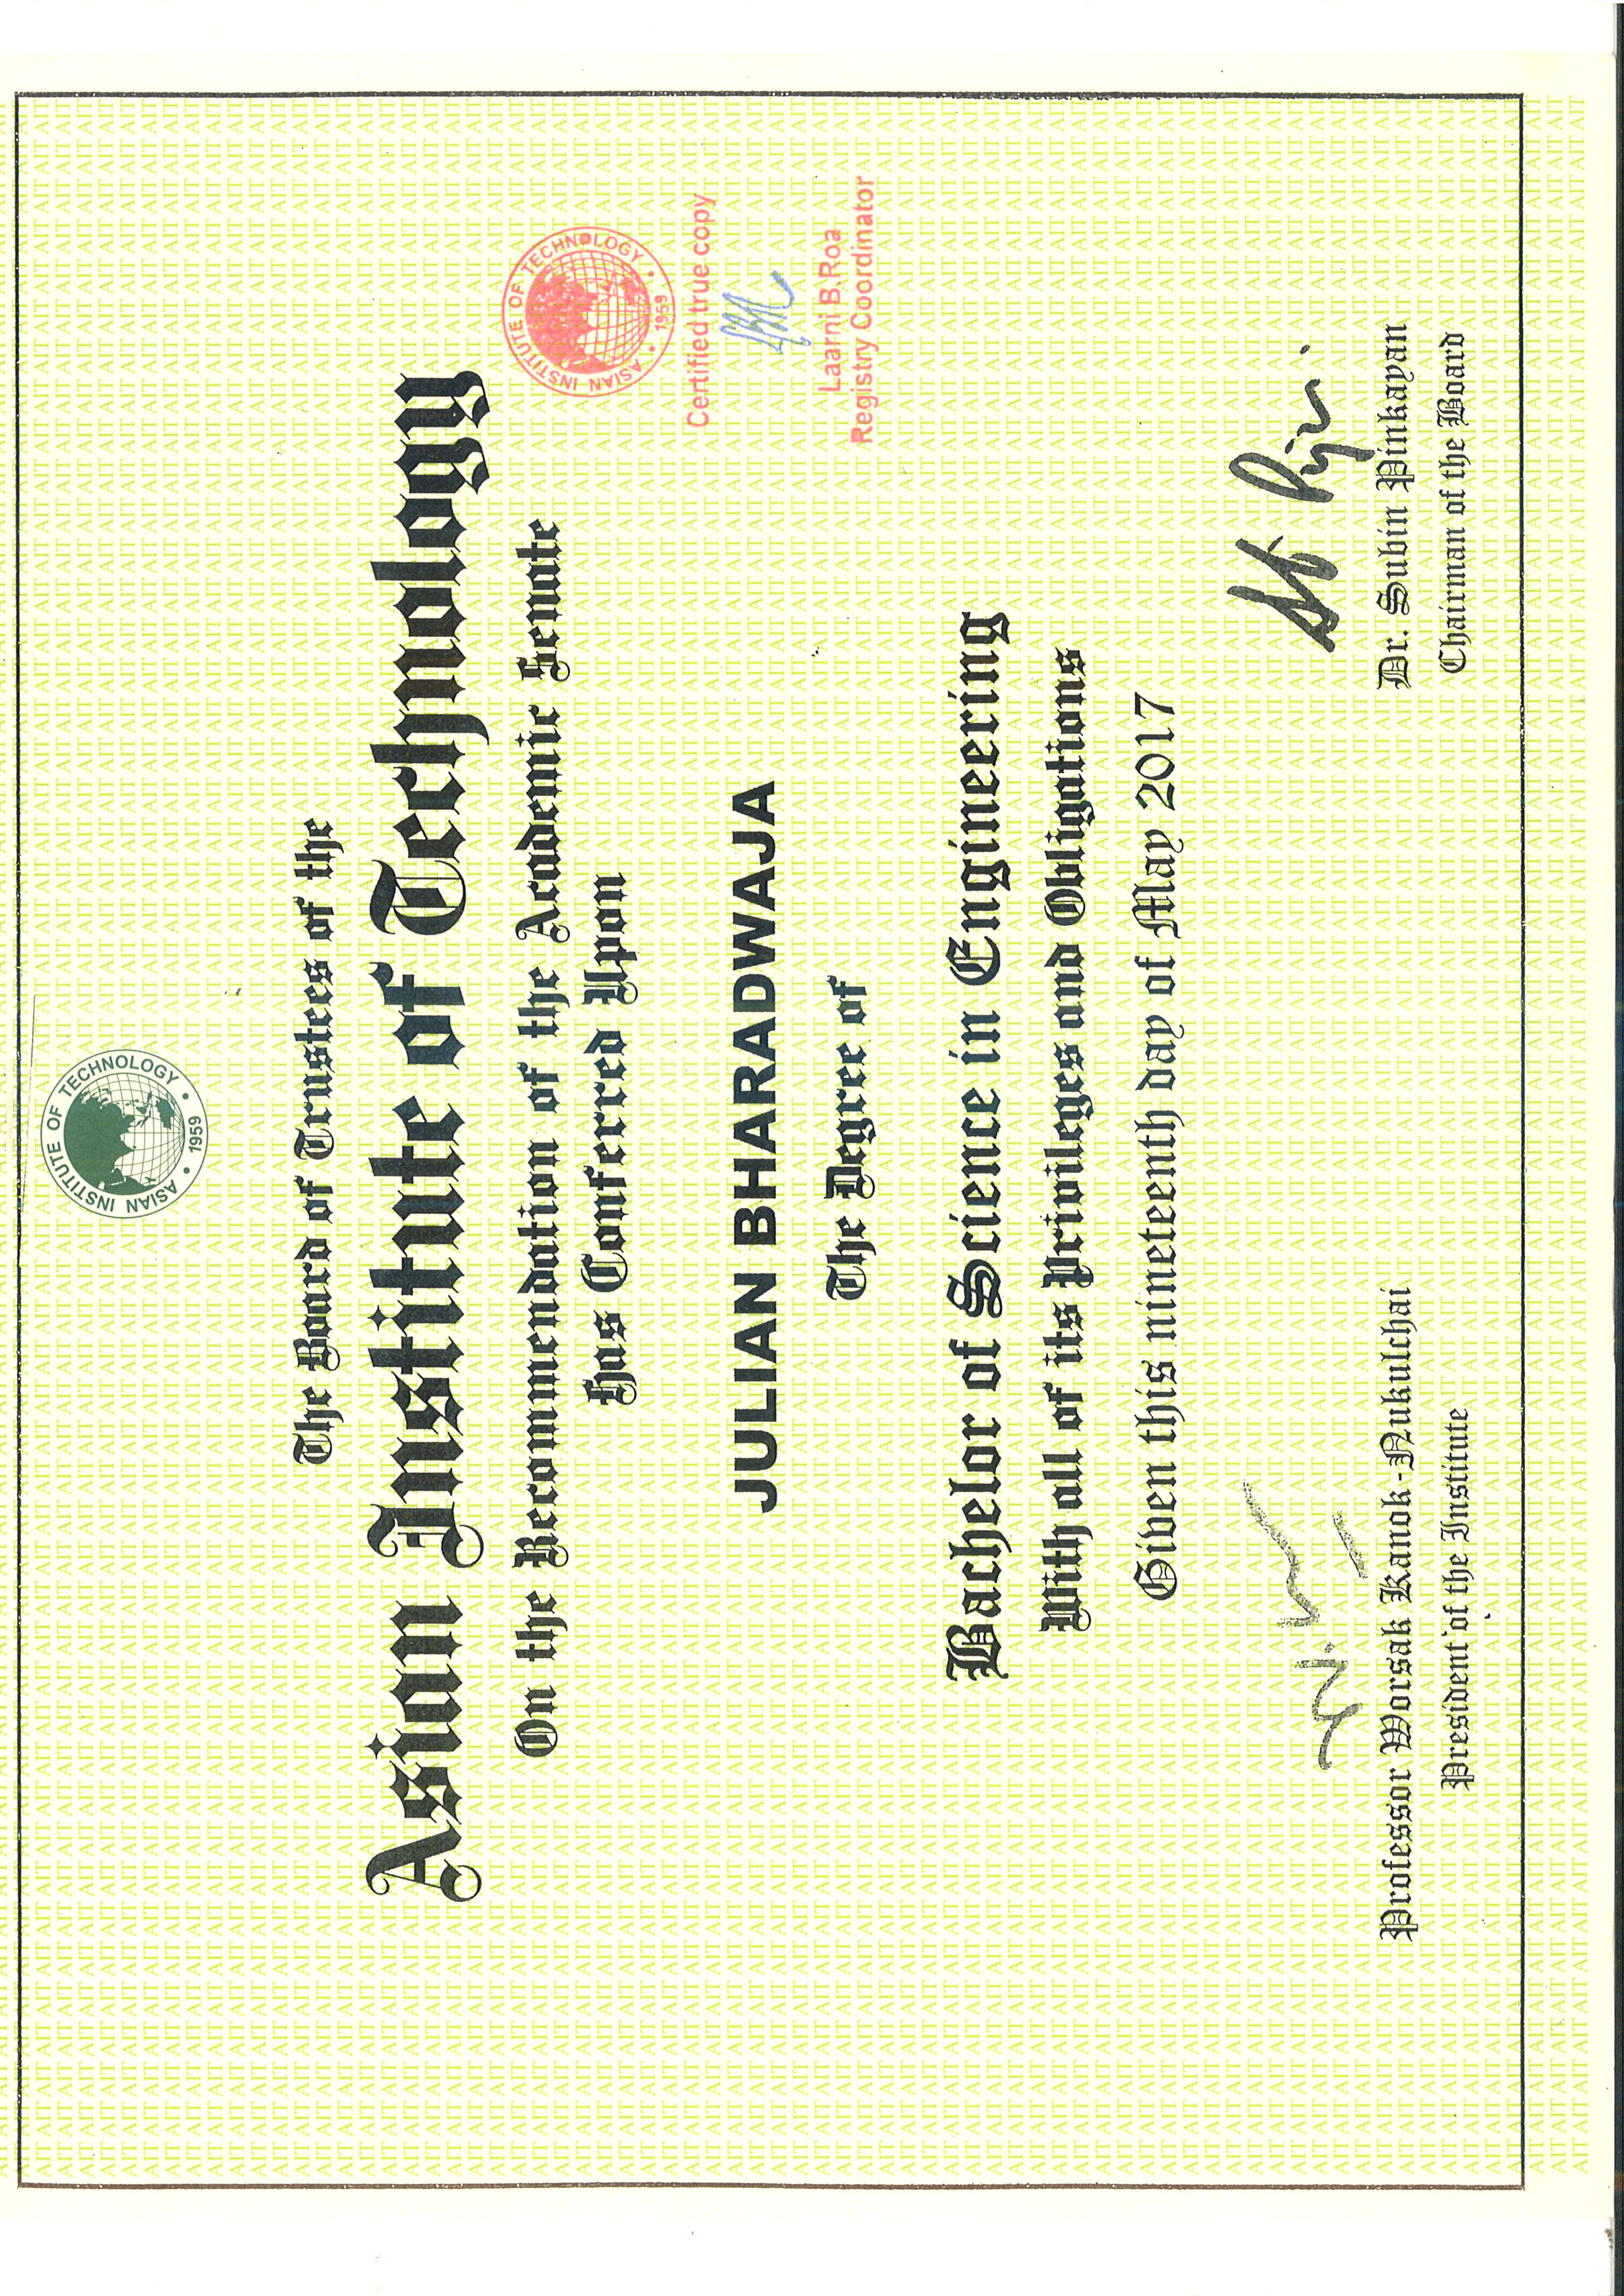 ASIAN INSTITUTE OF TECHNOLOGY
1959
The Board of Trustees of the
Asian Institute of Technology
On the Recommendation of the Academic Senate
has Conferred Upon
JULIAN BHARADWAJA
The Degree of
Bachelor of Science in Engineering
With all of its Privileges and Obligations
Given this nineteenth day of May 2017
ASIAN INSTITUTE OF TECHNOLOGY
1959
Certified true copy
Laarni B.Roa
Registry Coordinator
Professor Worsak Kanok-Nukulchai
President of the Institute
Dr. Subin Pinkayan
Chairman of the Board